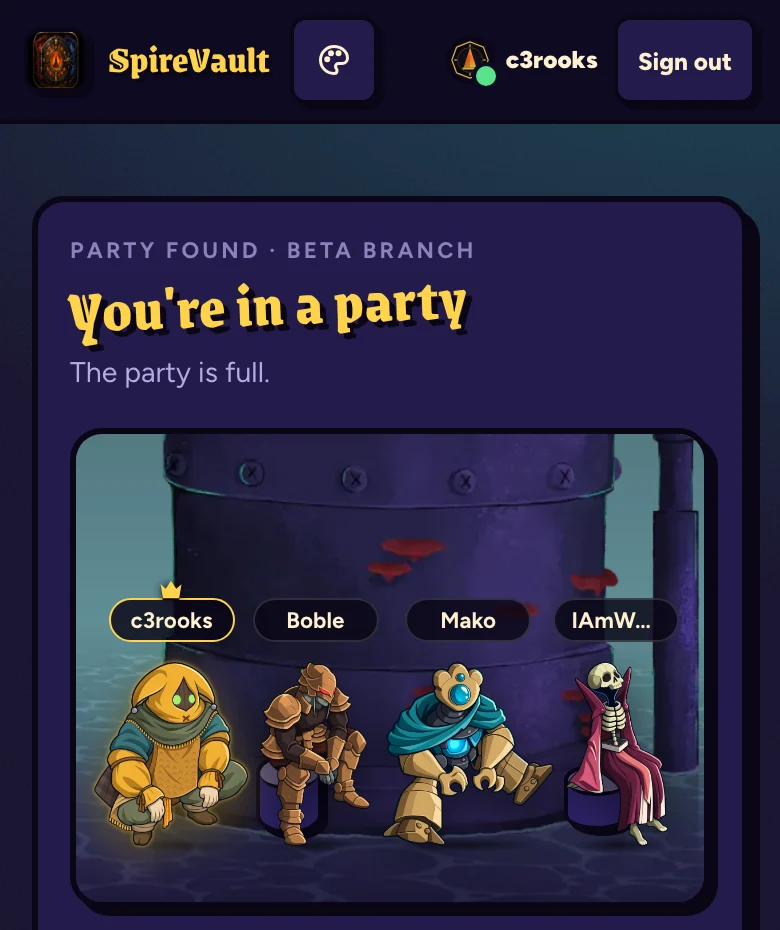 SpireVault
c3rooks
Sign out
PARTY FOUND · BETA BRANCH
You're in a party
The party is full.
c3rooks
Boble
Mako
IAmW...